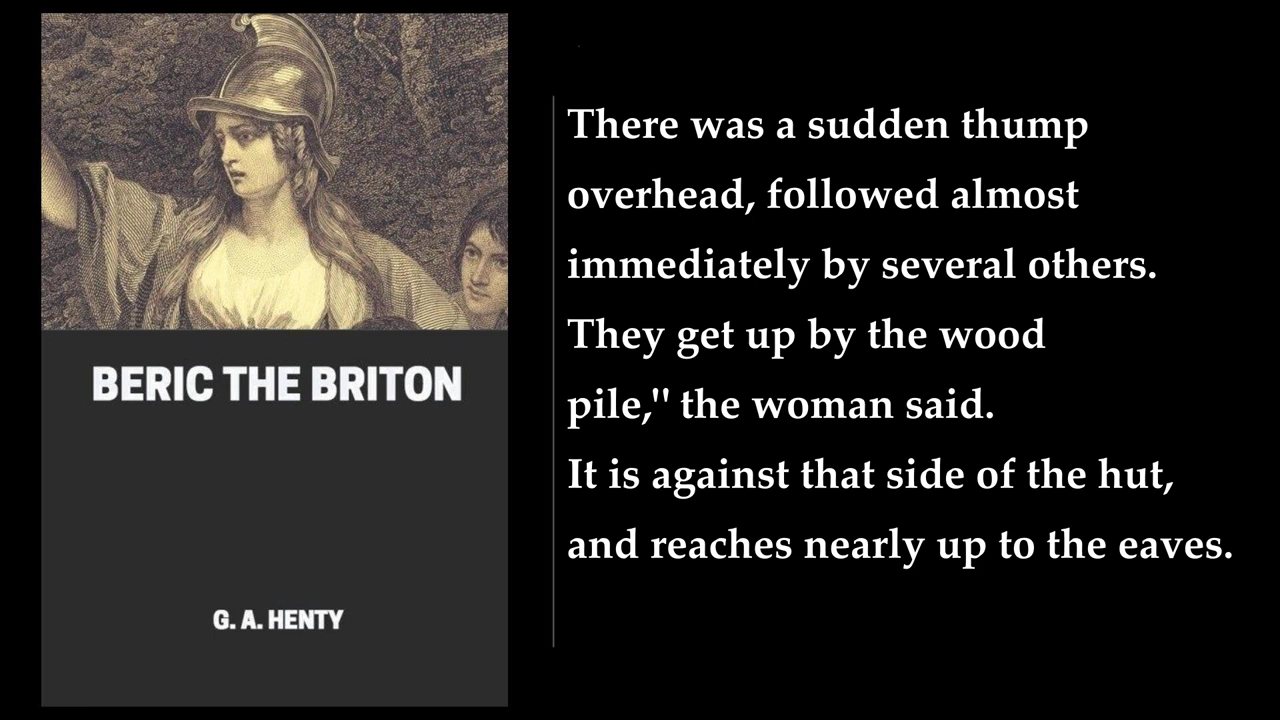 BERIC THE BRITON
G. A. HENTY
There was a sudden thump
overhead, followed almost
immediately by several others.
They get up by the wood
pile," the woman said.
It is against that side of the hut,
and reaches nearly up to the eaves.